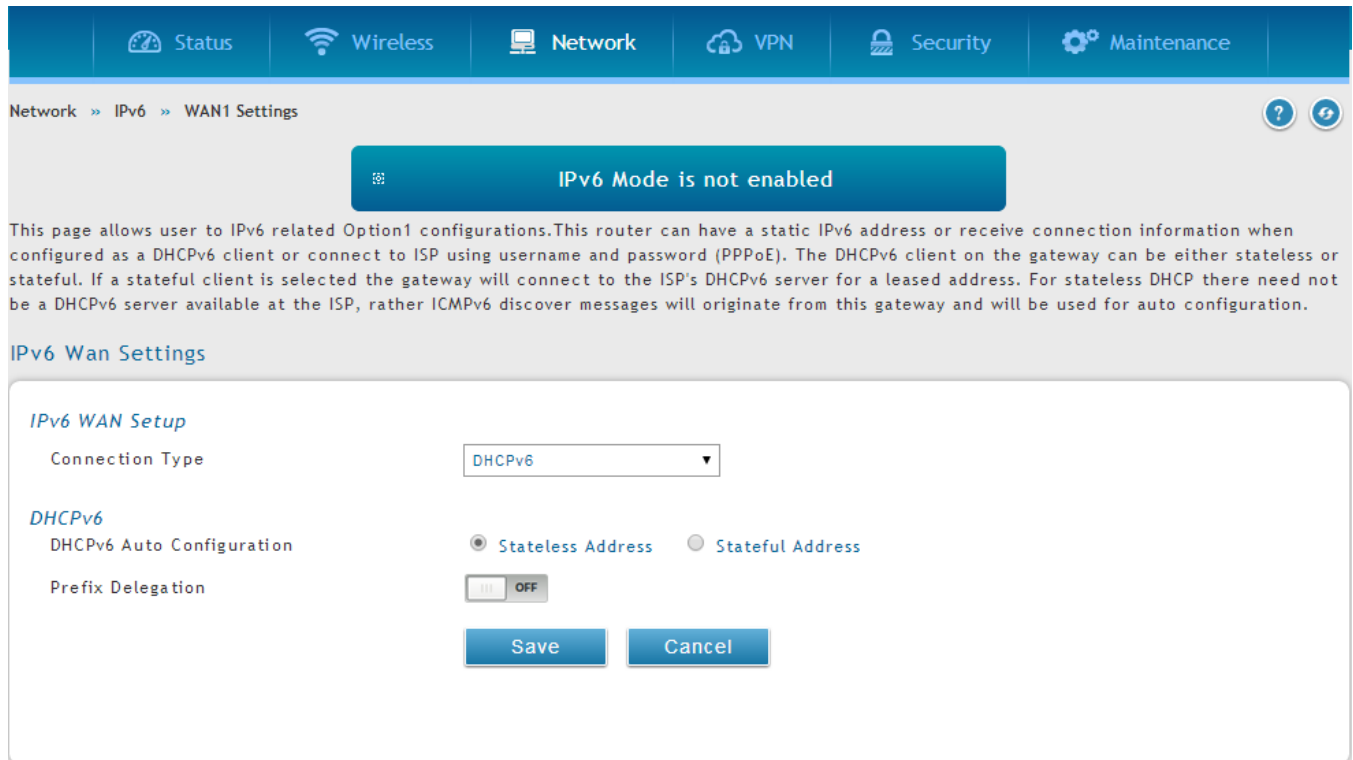 Status Wireless Network VPN Security Maintenance
Network » IPv6 » WAN1 Settings
IPv6 Mode is not enabled
This page allows user to IPv6 related Option1 configurations.This router can have a static IPv6 address or receive connection information when
configured as a DHCPv6 client or connect to ISP using username and password (PPPoE). The DHCPv6 client on the gateway can be either stateless or
stateful. If a stateful client is selected the gateway will connect to the ISP's DHCPv6 server for a leased address. For stateless DHCP there need not
be a DHCPv6 server available at the ISP, rather ICMPv6 discover messages will originate from this gateway and will be used for auto configuration.
IPv6 Wan Settings
IPv6 WAN Setup
Connection Type DHCPv6
DHCPv6
DHCPv6 Auto Configuration Stateless Address Stateful Address
Prefix Delegation OFF
Save Cancel